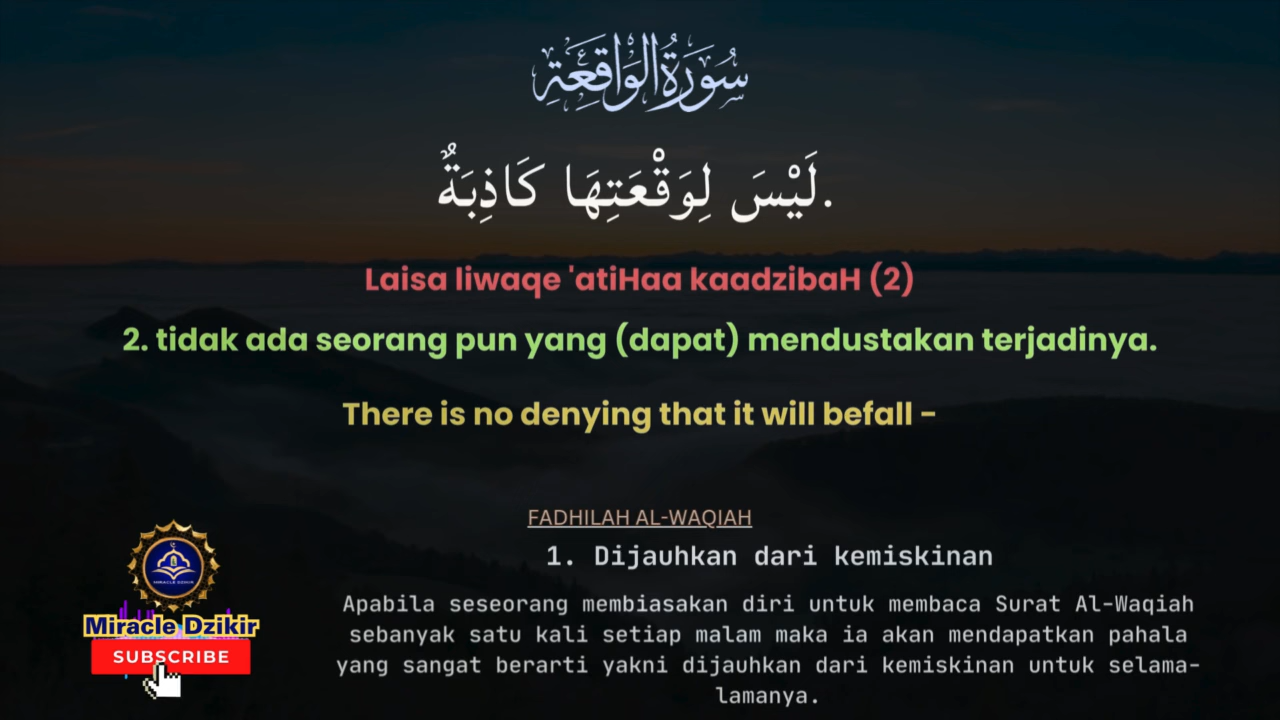 سُورَةُ الْوَاقِعَةِ
لَيْسَ لِوَقْعَتِهَا كَاذِبَةٌ.
Laisa liwaqe 'atiHaa kaadzibaH (2)
2. tidak ada seorang pun yang (dapat) mendustakan terjadinya.
There is no denying that it will befall -
FADHILAH AL-WAQIAH
1. Dijauhkan dari kemiskinan
Apabila seseorang membiasakan diri untuk membaca Surat Al-Waqiah
sebanyak satu kali setiap malam maka ia akan mendapatkan pahala
yang sangat berarti yakni dijauhkan dari kemiskinan untuk selama-
lamanya.
MIRACLE DZIKIR
Miracle Dzikir
SUBSCRIBE